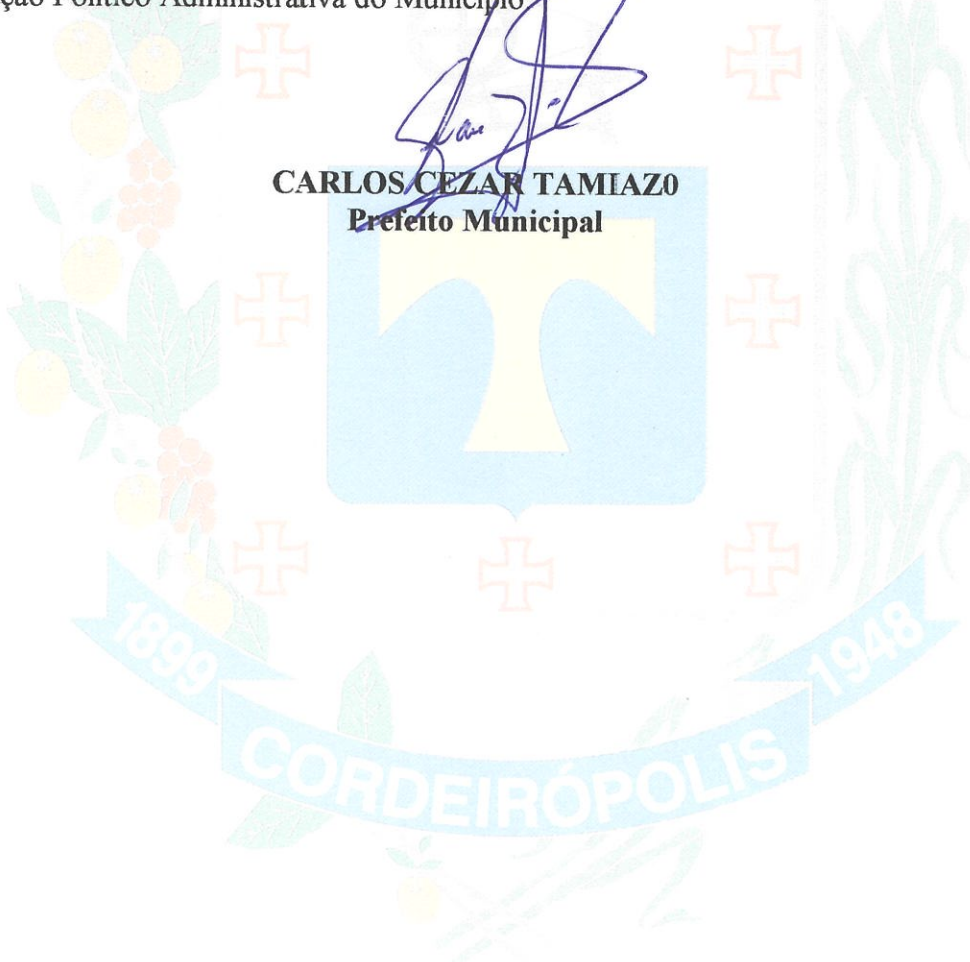 ção Político-Administrativa do Município
CARLOS CEZAR TAMIAZ0
Prefeito Municipal
1899
CORDEIRÓPOLIS
1948